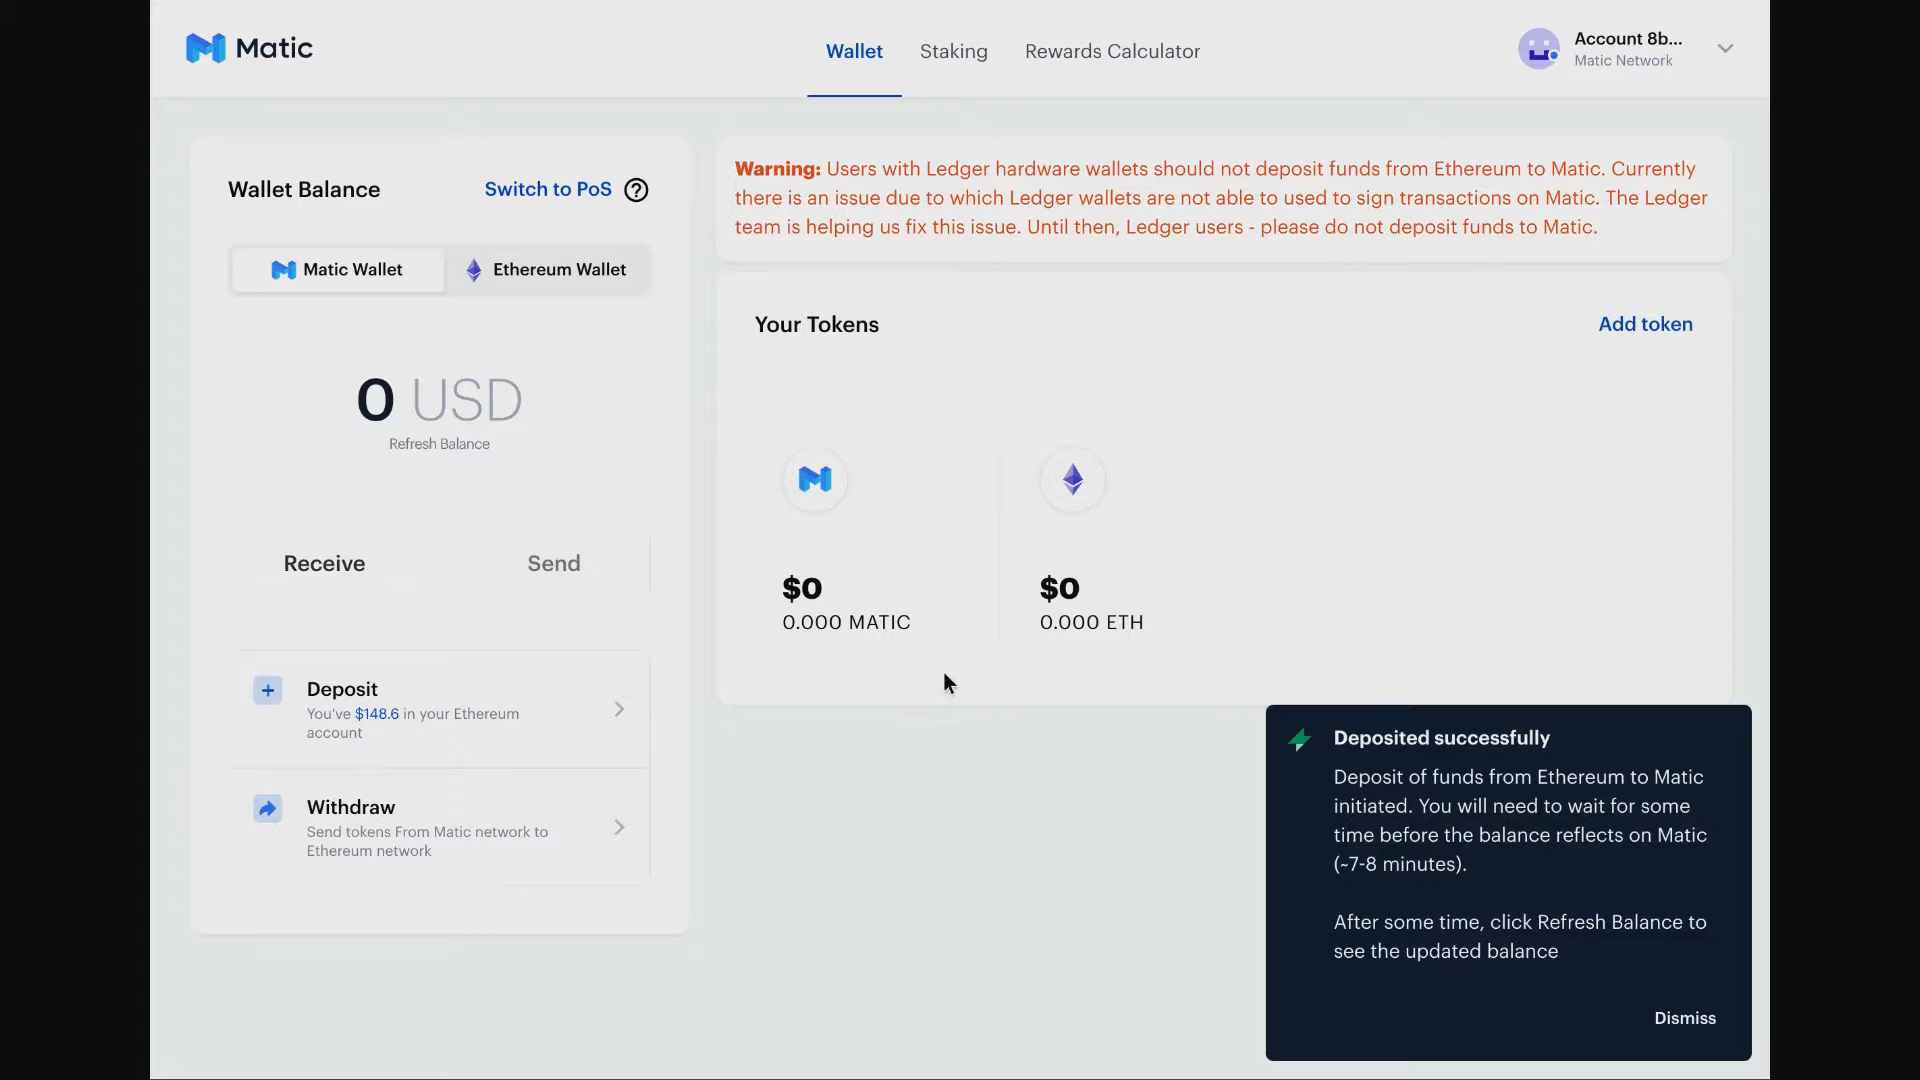 Matic
Wallet
Staking
Rewards Calculator
Account 8b...
Matic Network
Wallet Balance
Switch to PoS
Matic Wallet
Ethereum Wallet
0 USD
Refresh Balance
Receive
Send
Deposit
You've $148.6 in your Ethereum
account
Withdraw
Send tokens From Matic network to
Ethereum network
Warning: Users with Ledger hardware wallets should not deposit funds from Ethereum to Matic. Currently
there is an issue due to which Ledger wallets are not able to used to sign transactions on Matic. The Ledger
team is helping us fix this issue. Until then, Ledger users - please do not deposit funds to Matic.
Your Tokens
Add token
$0
0.000 MATIC
$0
0.000 ETH
Deposited successfully
Deposit of funds from Ethereum to Matic
initiated. You will need to wait for some
time before the balance reflects on Matic
(~7-8 minutes).
After some time, click Refresh Balance to
see the updated balance
Dismiss